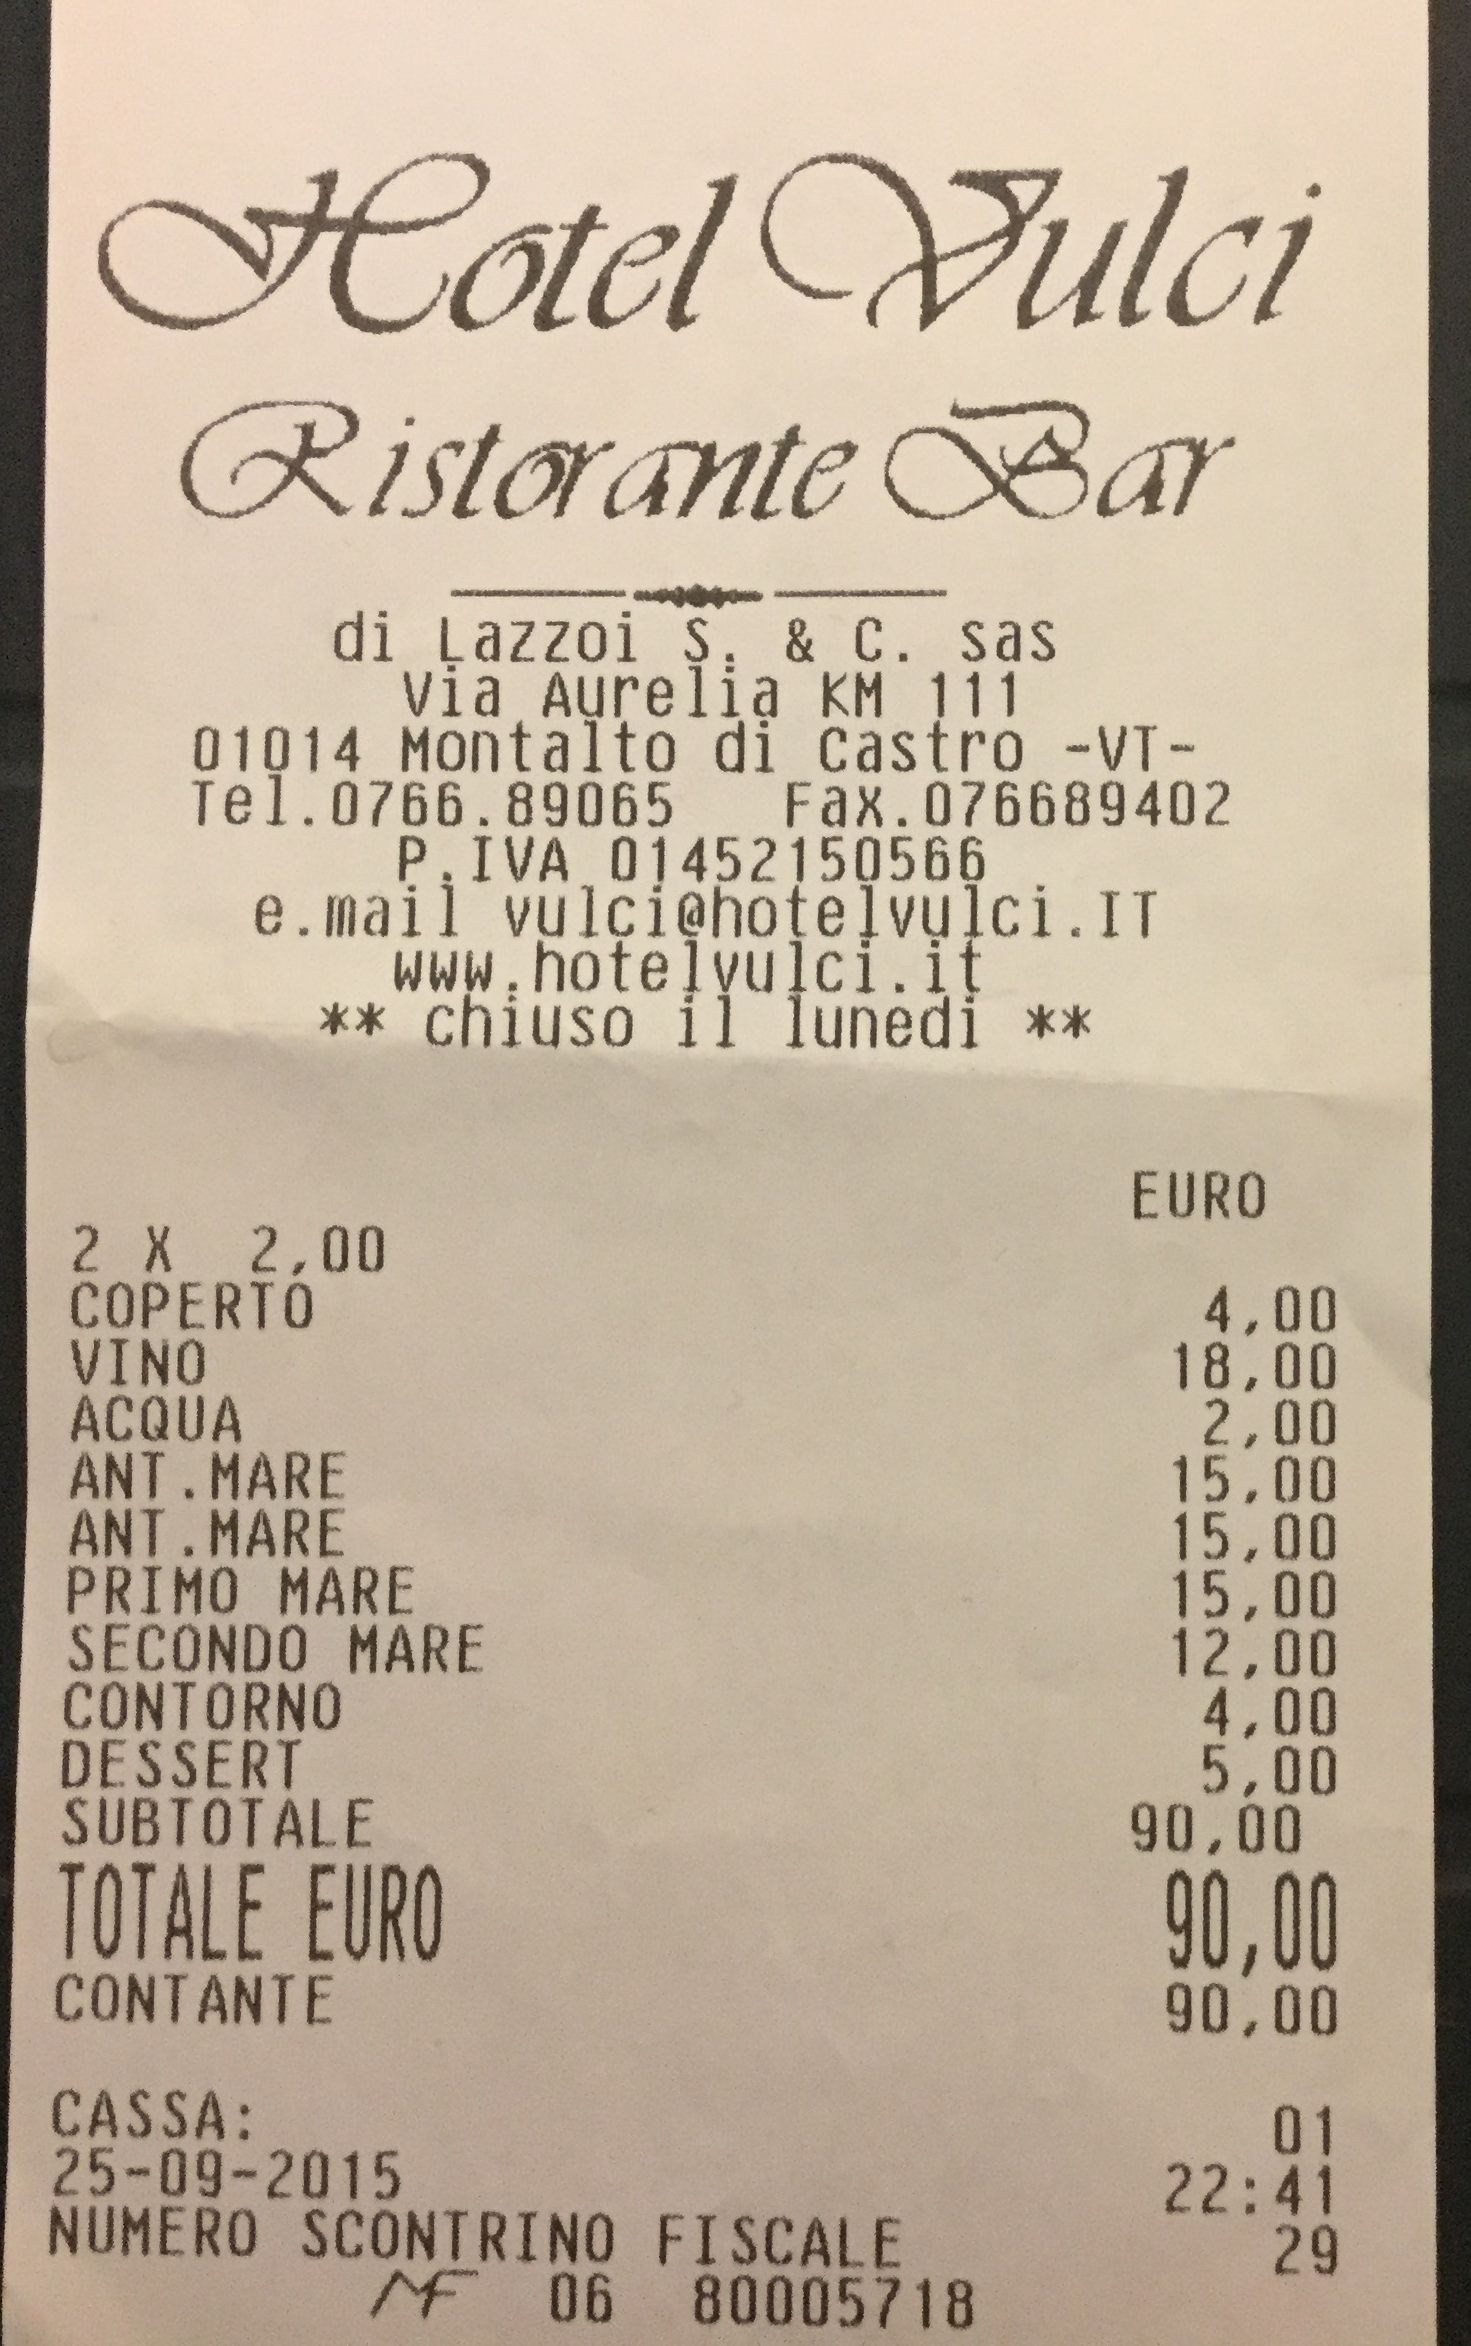 Hotel Vulci
Ristorante Bar
di Lazzoi S. & C. sas
Via Aurelia KM 111
01014 Montalto di Castro -VT-
Tel.0766.89065 Fax.076689402
P.IVA 01452150566
e.mail vulci@hotelvulci.IT
www.hotelvulci.it
** chiuso il lunedi **
EURO
2 X 2,00
COPERTO 4,00
VINO 18,00
ACQUA 2,00
ANT.MARE 15,00
ANT.MARE 15,00
PRIMO MARE 15,00
SECONDO MARE 12,00
CONTORNO 4,00
DESSERT 5,00
SUBTOTALE 90,00
TOTALE EURO 90,00
CONTANTE 90,00
CASSA: 01
25-09-2015 22:41
NUMERO SCONTRINO FISCALE 29
MF 06 80005718